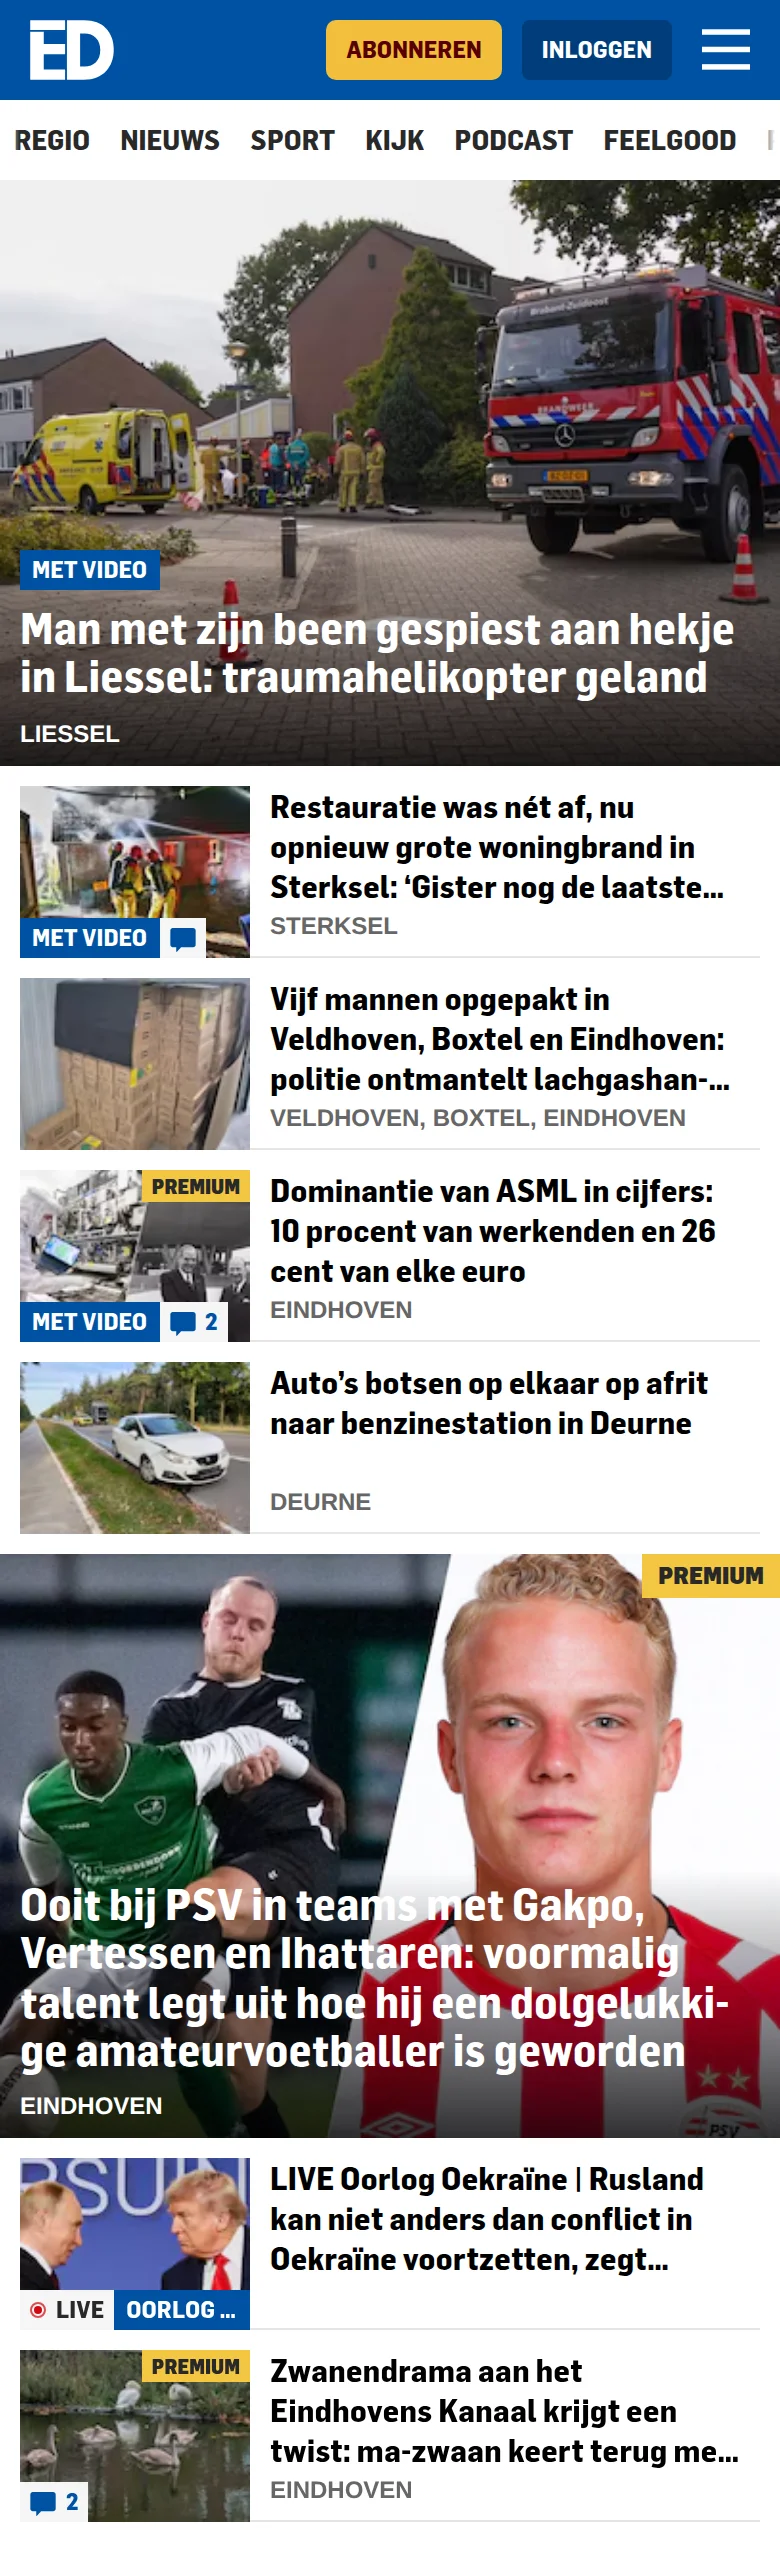 ED
ABONNEREN
INLOGGEN
REGIO NIEUWS SPORT KIJK PODCAST FEELGOOD
Brabant-Zuidoost
BRANDWEER
MET VIDEO
Man met zijn been gespiest aan hekje
in Liessel: traumahelikopter geland
LIESSEL
Restauratie was nét af, nu
opnieuw grote woningbrand in
Sterksel: ‘Gister nog de laatste...
MET VIDEO
STERKSEL
Vijf mannen opgepakt in
Veldhoven, Boxtel en Eindhoven:
politie ontmantelt lachgashan-...
VELDHOVEN, BOXTEL, EINDHOVEN
PREMIUM
Dominantie van ASML in cijfers:
10 procent van werkenden en 26
cent van elke euro
MET VIDEO 2
EINDHOVEN
Auto’s botsen op elkaar op afrit
naar benzinestation in Deurne
DEURNE
PREMIUM
Ooit bij PSV in teams met Gakpo,
Vertessen en Ihattaren: voormalig
talent legt uit hoe hij een dolgelukki-
ge amateurvoetballer is geworden
EINDHOVEN
PSV
RSUIN
LIVE Oorlog Oekraïne | Rusland
kan niet anders dan conflict in
Oekraïne voortzetten, zegt...
LIVE OORLOG ...
PREMIUM
Zwanendrama aan het
Eindhovens Kanaal krijgt een
twist: ma-zwaan keert terug me...
EINDHOVEN
2